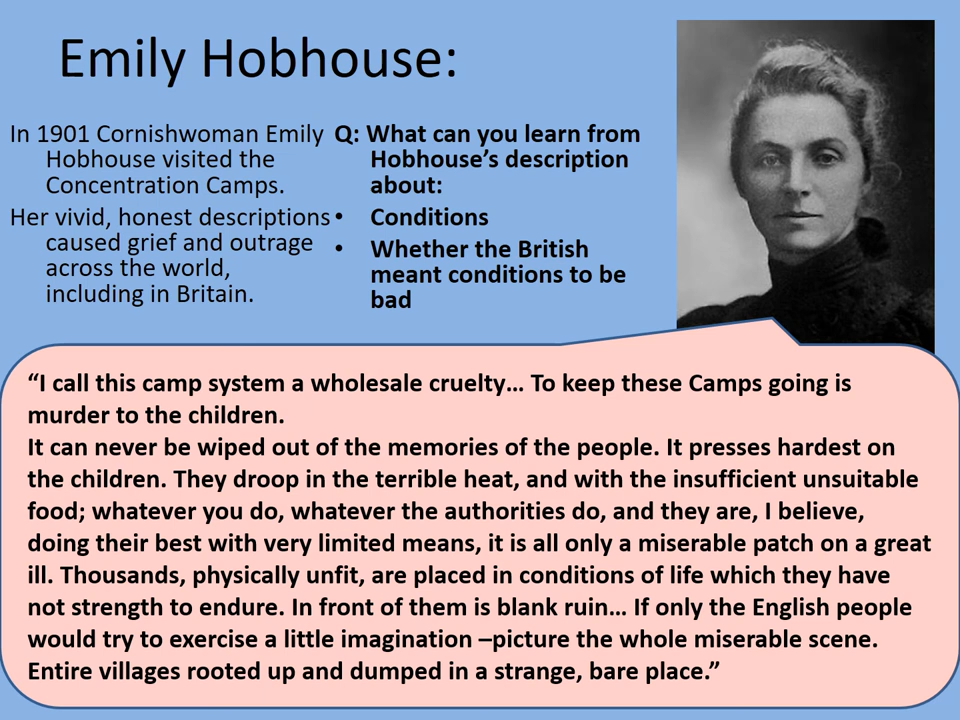 Emily Hobhouse:
In 1901 Cornishwoman Emily
Hobhouse visited the
Concentration Camps.
Her vivid, honest descriptions
caused grief and outrage
across the world,
including in Britain.
Q: What can you learn from
Hobhouse’s description
about:
• Conditions
• Whether the British
meant conditions to be
bad
“I call this camp system a wholesale cruelty… To keep these Camps going is
murder to the children.
It can never be wiped out of the memories of the people. It presses hardest on
the children. They droop in the terrible heat, and with the insufficient unsuitable
food; whatever you do, whatever the authorities do, and they are, I believe,
doing their best with very limited means, it is all only a miserable patch on a great
ill. Thousands, physically unfit, are placed in conditions of life which they have
not strength to endure. In front of them is blank ruin… If only the English people
would try to exercise a little imagination –picture the whole miserable scene.
Entire villages rooted up and dumped in a strange, bare place.”